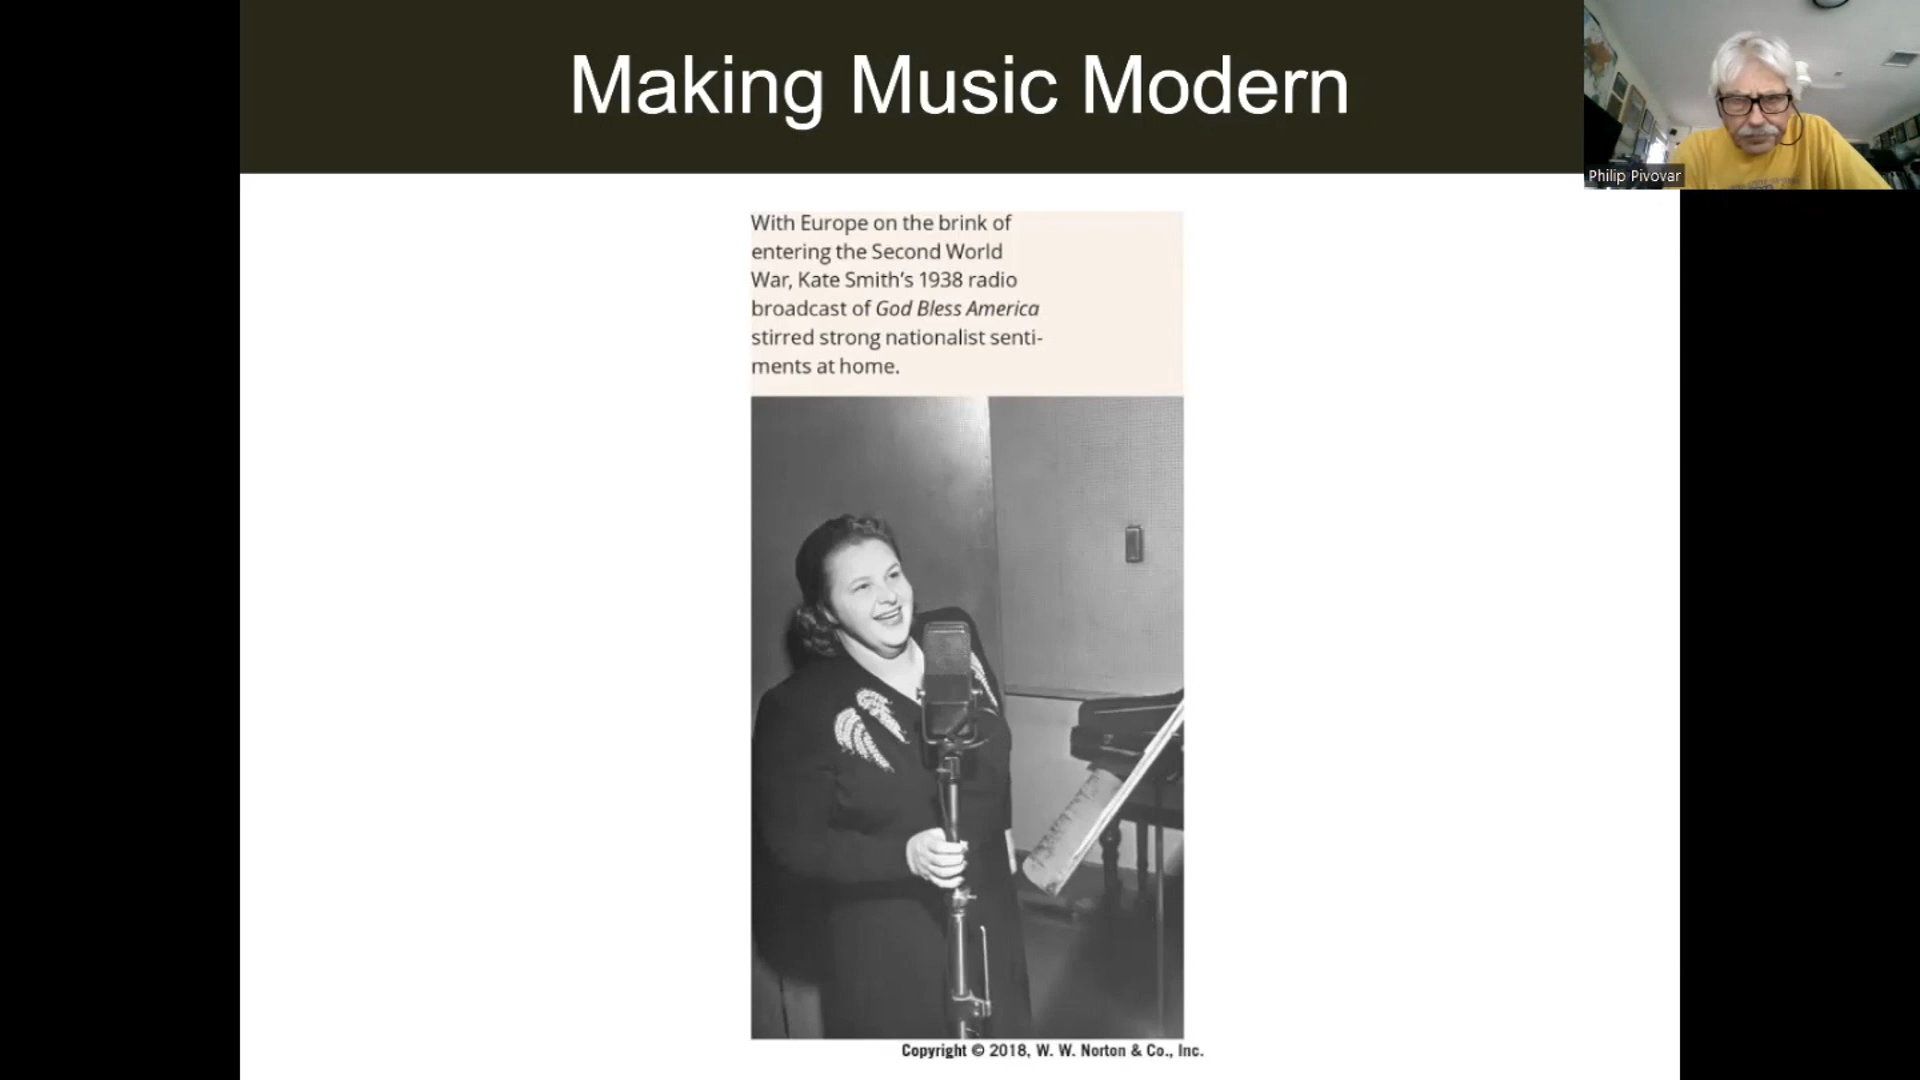 Making Music Modern
Philip Pivovar
With Europe on the brink of
entering the Second World
War, Kate Smith's 1938 radio
broadcast of God Bless America
stirred strong nationalist senti-
ments at home.
Copyright © 2018, W. W. Norton & Co., Inc.